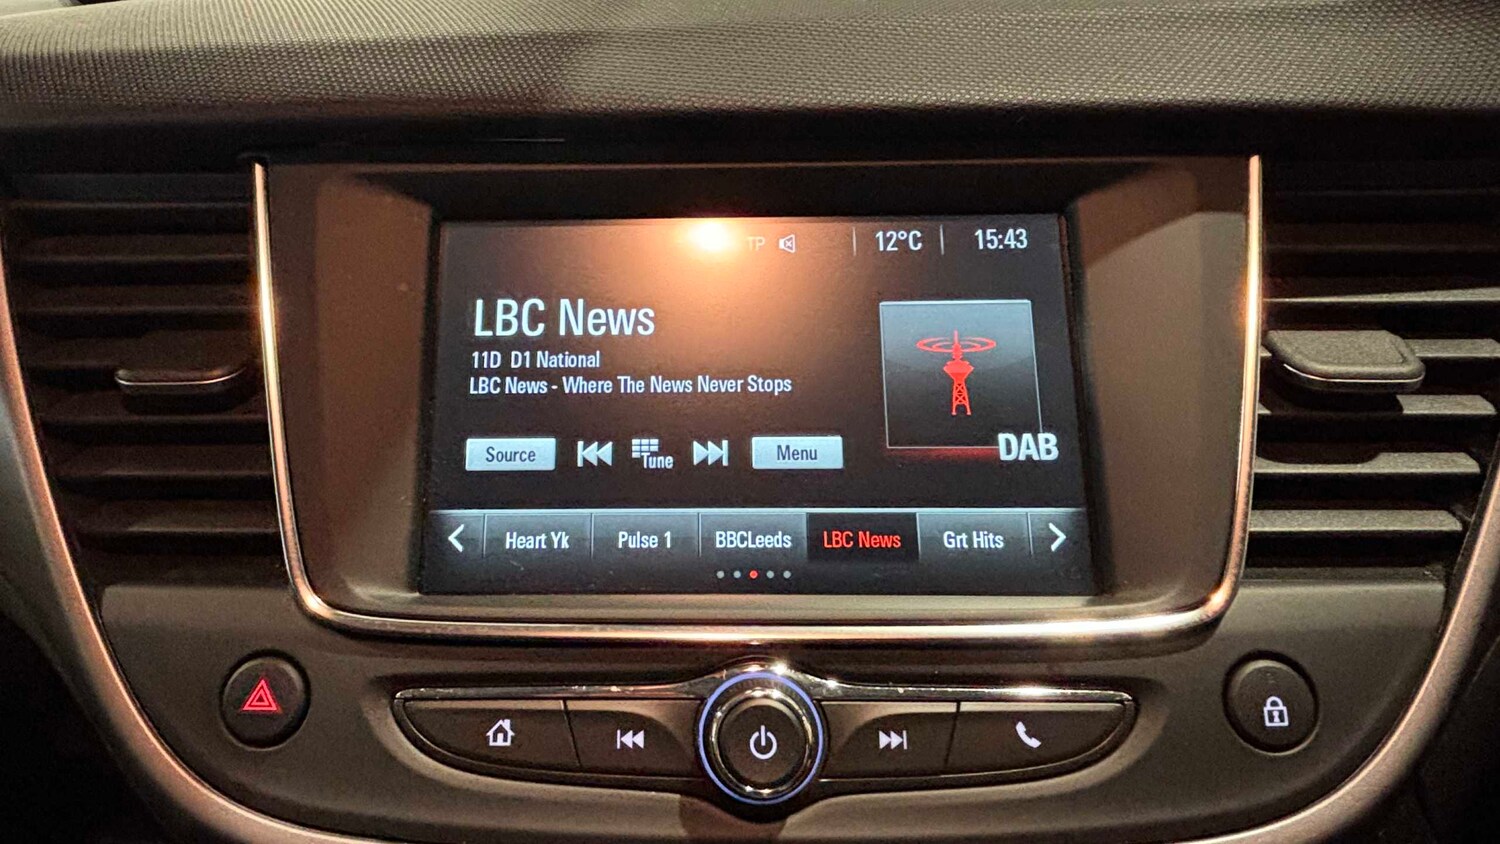 TP 12°C 15:43
LBC News
11D D1 National
LBC News - Where The News Never Stops
DAB
Source Tune Menu
Heart Yk Pulse 1 BBCLeeds LBC News Grt Hits